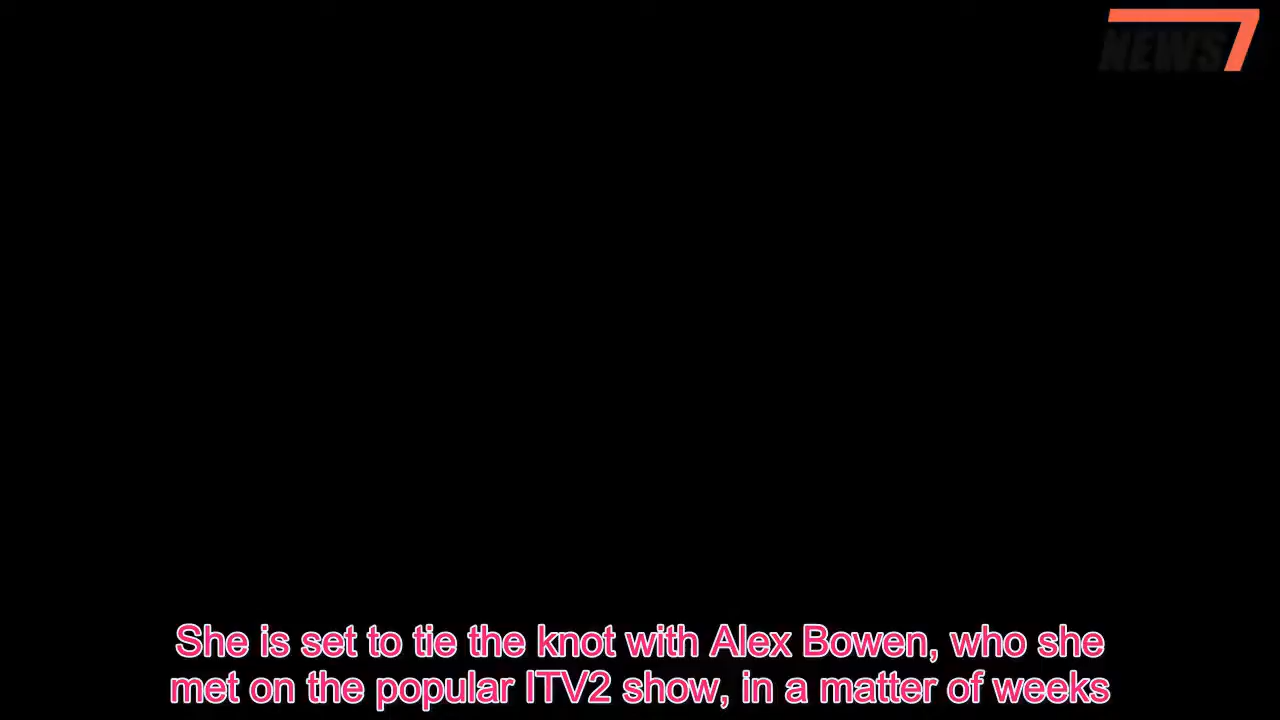 NEWS7
She is set to tie the knot with Alex Bowen, who she
met on the popular ITV2 show, in a matter of weeks